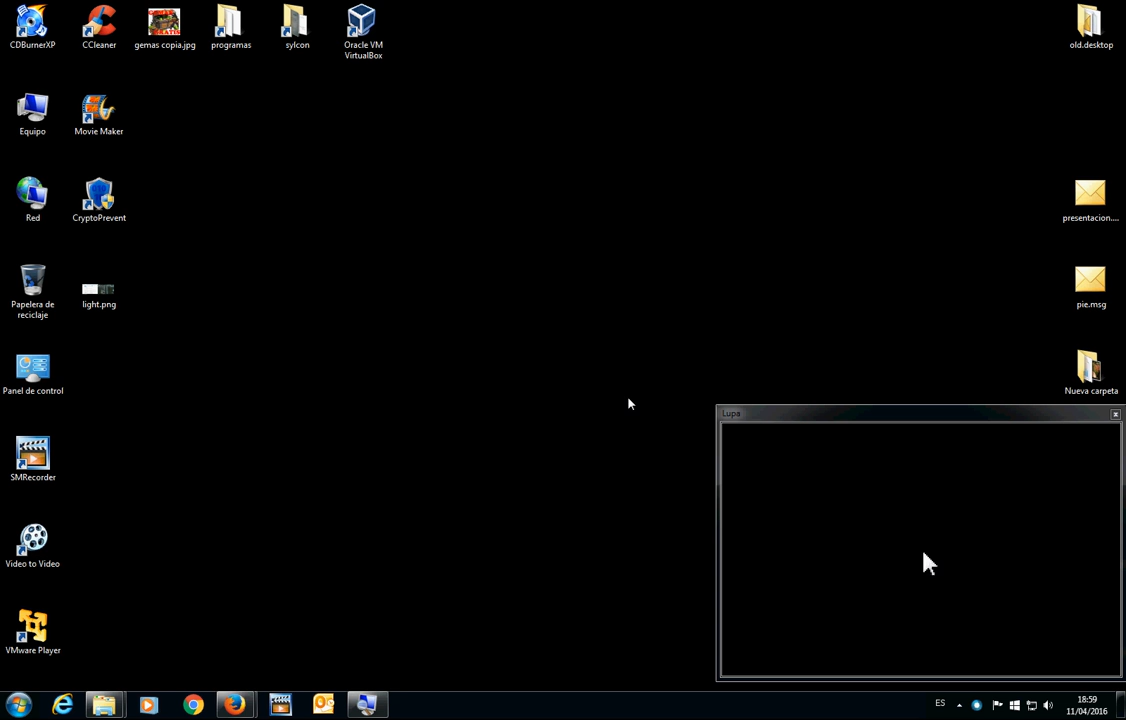 CDBurnerXP
CCleaner
gemas copia.jpg
programas
sylcon
Oracle VM
VirtualBox
old.desktop
Equipo
Movie Maker
Red
CryptoPrevent
presentacion....
Papelera de
reciclaje
light.png
pie.msg
Panel de control
Nueva carpeta
Lupa
SMRecorder
Video to Video
VMware Player
ES
18:59
11/04/2016